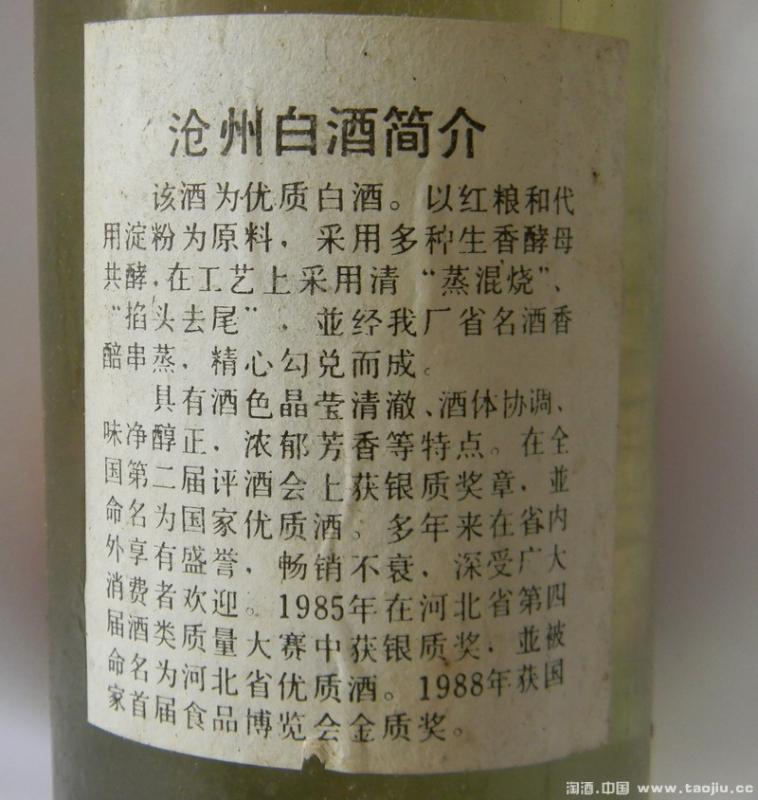 沧州白酒简介
该酒为优质白酒。以红粮和代
用淀粉为原料，采用多种生香酵母
共酵，在工艺上采用清“蒸混烧”、
“掐头去尾”，並经我厂省名酒香
醅串蒸，精心勾兑而成。
具有酒色晶莹清澈、酒体协调、
味净醇正，浓郁芳香等特点。在全
国第二届评酒会上获银质奖章，並
命名为国家优质酒。多年来在省内
外享有盛誉，畅销不衰，深受广大
消费者欢迎。1985年在河北省第四
届酒类质量大赛中获银质奖，並被
命名为河北省优质酒。1988年获国
家首届食品博览会金质奖。
淘酒.中国 www.taojiu.cc